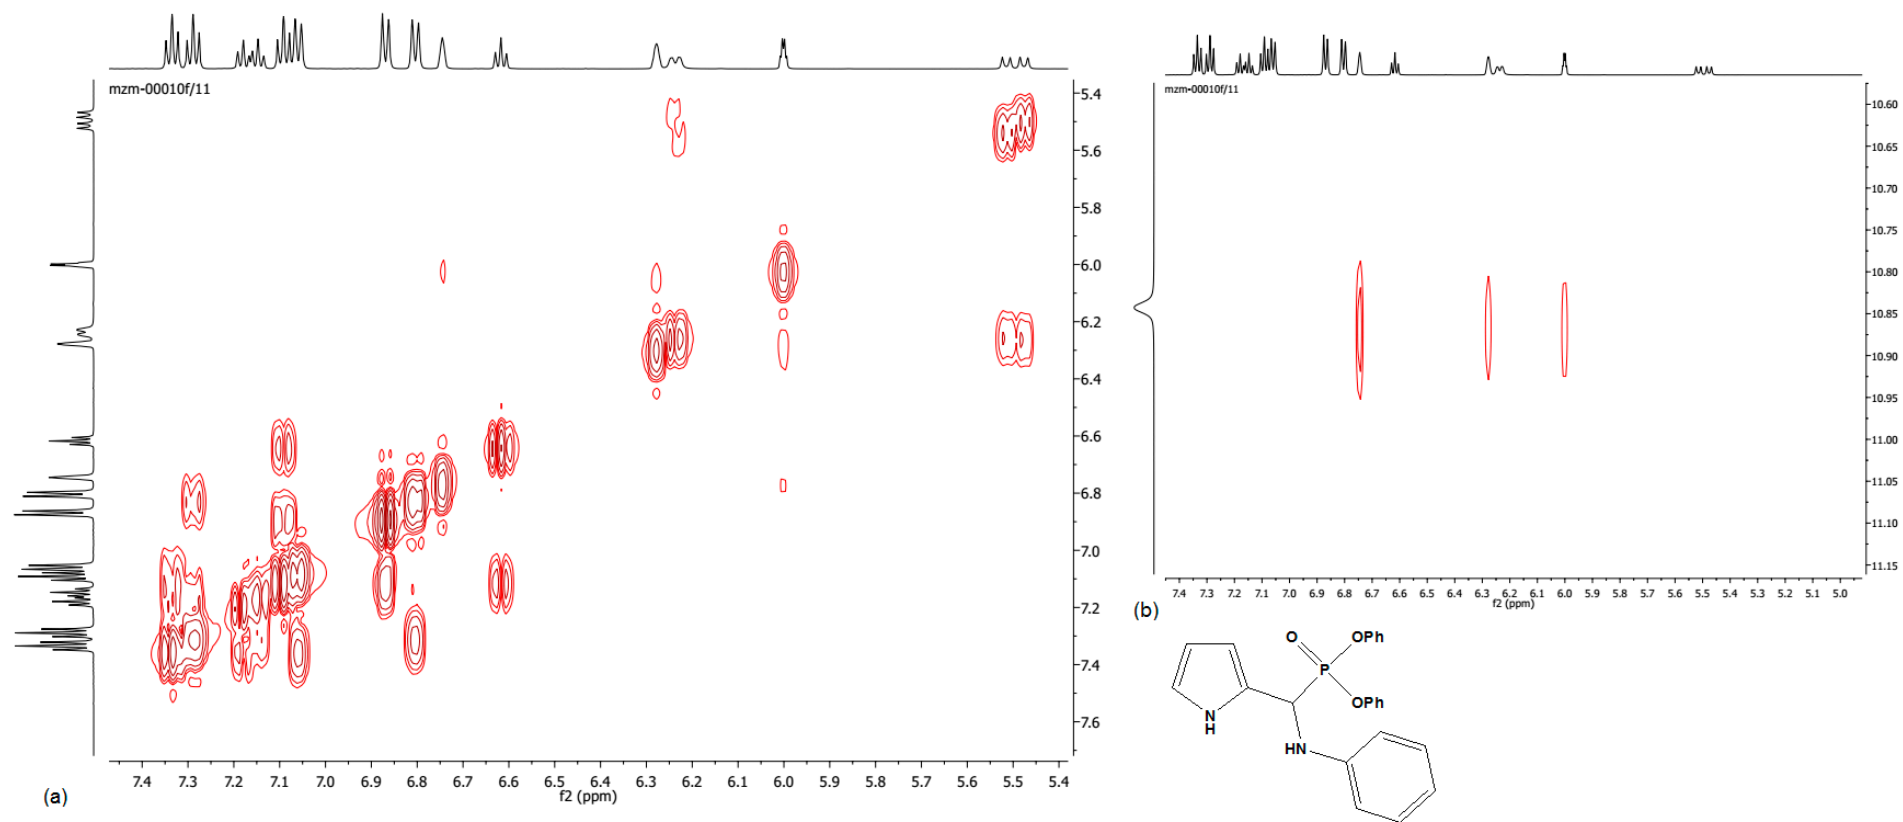 mzm-00010f/11
5.4
5.6
5.8
6.0
6.2
6.4
6.6
6.8
7.0
7.2
7.4
7.6
7.4 7.3 7.2 7.1 7.0 6.9 6.8 6.7 6.6 6.5 6.4 6.3 6.2 6.1 6.0 5.9 5.8 5.7 5.6 5.5 5.4
f2 (ppm)
(a)
mzm-00010f/11
10.60
10.65
10.70
10.75
10.80
10.85
10.90
10.95
11.00
11.05
11.10
11.15
7.4 7.3 7.2 7.1 7.0 6.9 6.8 6.7 6.6 6.5 6.4 6.3 6.2 6.1 6.0 5.9 5.8 5.7 5.6 5.5 5.4 5.3 5.2 5.1 5.0
f2 (ppm)
(b)
O OPh
P
OPh
N
H
HN